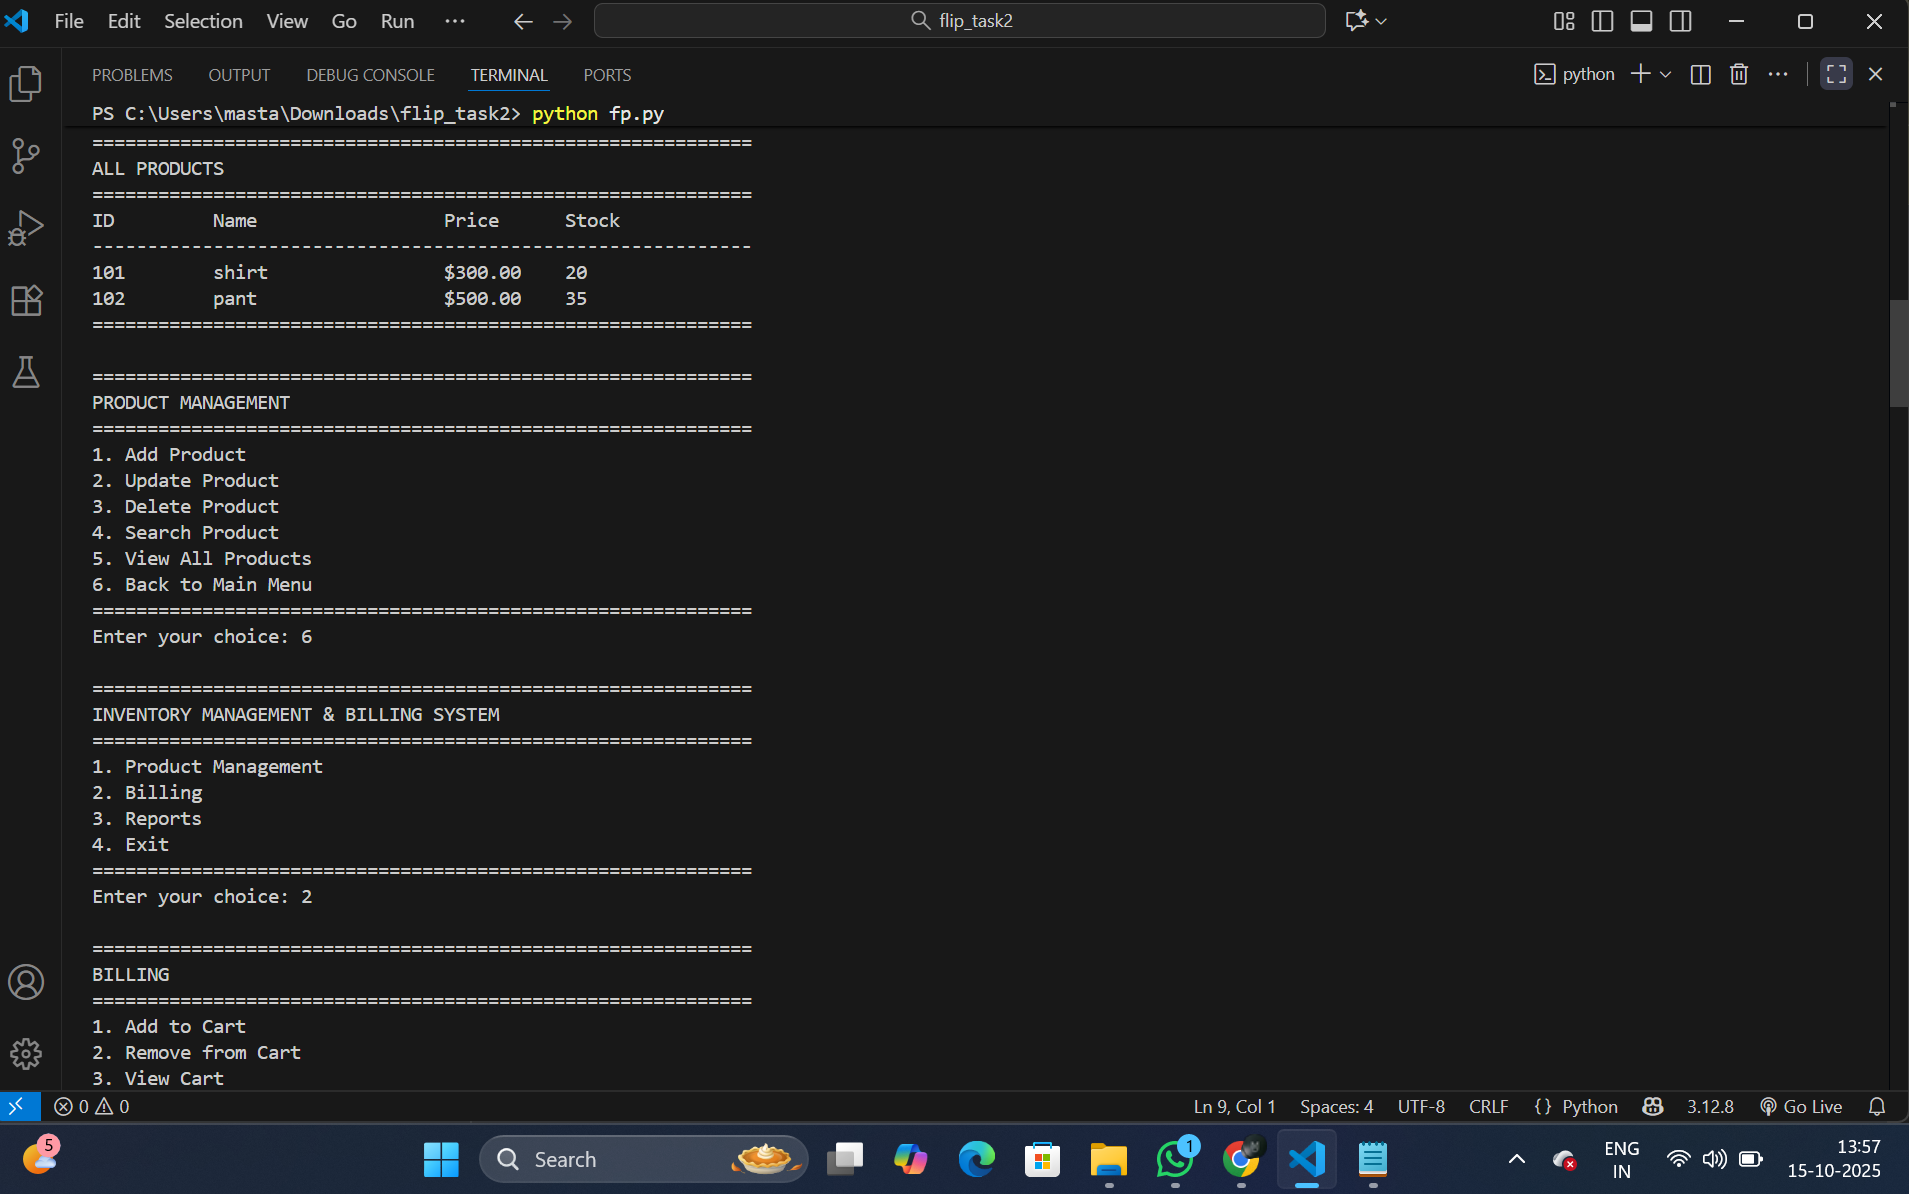 File Edit Selection View Go Run ··· flip_task2
PROBLEMS OUTPUT DEBUG CONSOLE TERMINAL PORTS python
PS C:\Users\masta\Downloads\flip_task2> python fp.py
============================================================
ALL PRODUCTS
============================================================
ID Name Price Stock
------------------------------------------------------------
101 shirt $300.00 20
102 pant $500.00 35
============================================================
============================================================
PRODUCT MANAGEMENT
============================================================
1. Add Product
2. Update Product
3. Delete Product
4. Search Product
5. View All Products
6. Back to Main Menu
============================================================
Enter your choice: 6
============================================================
INVENTORY MANAGEMENT & BILLING SYSTEM
============================================================
1. Product Management
2. Billing
3. Reports
4. Exit
============================================================
Enter your choice: 2
============================================================
BILLING
============================================================
1. Add to Cart
2. Remove from Cart
3. View Cart
0 0 Ln 9, Col 1 Spaces: 4 UTF-8 CRLF {} Python 3.12.8 Go Live
5 Search 1 ENG 13:57
IN 15-10-2025